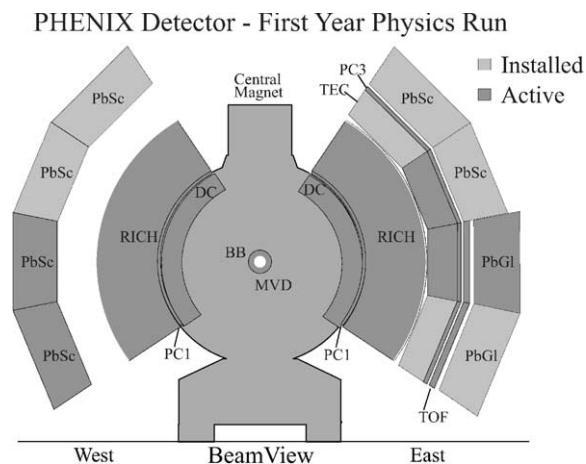 PHENIX Detector - First Year Physics Run
Installed
Active
Central
Magnet
PC3
TEC
PbSc
PbSc
PbSc
PbSc
DC
DC
RICH
RICH
BB
MVD
PbSc
PbGl
PbSc
PbGl
PC1
PC1
TOF
West
BeamView
East